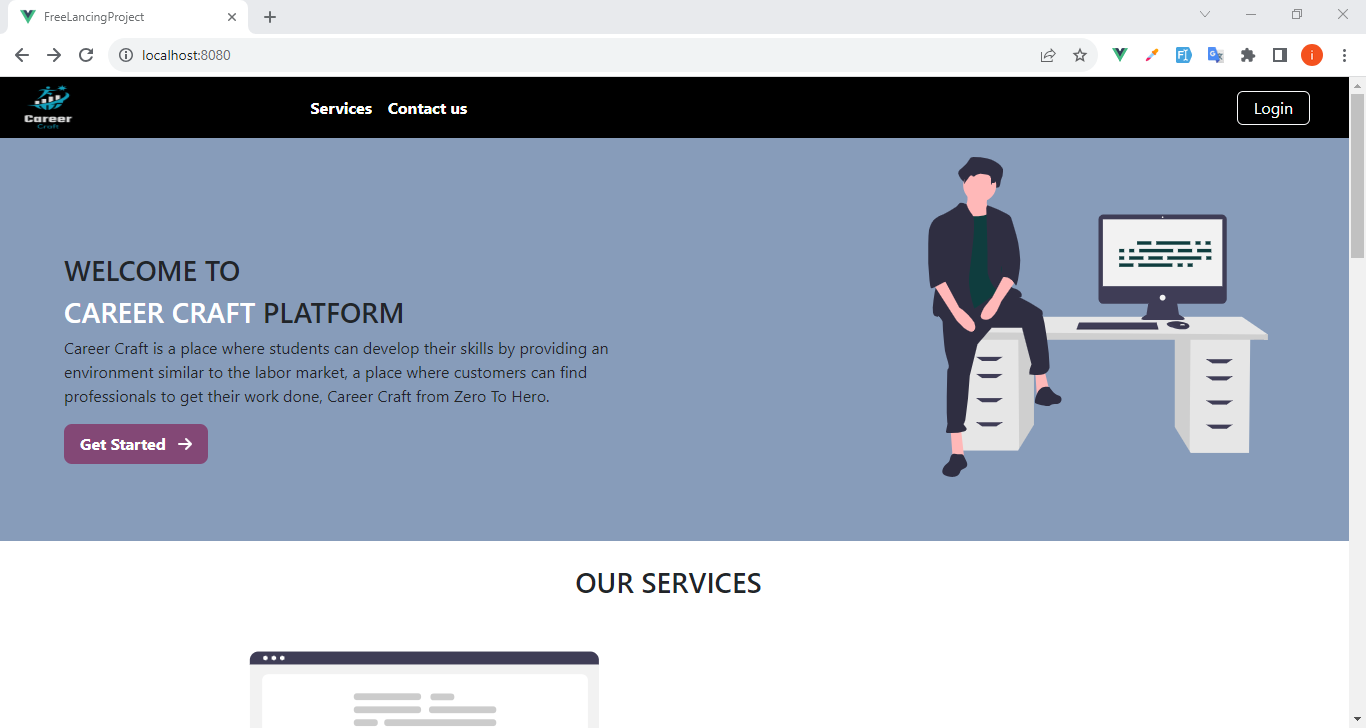 FreeLancingProject
localhost:8080
Career
Craft
Services Contact us
Login
WELCOME TO
CAREER CRAFT PLATFORM
Career Craft is a place where students can develop their skills by providing an
environment similar to the labor market, a place where customers can find
professionals to get their work done, Career Craft from Zero To Hero.
Get Started
OUR SERVICES